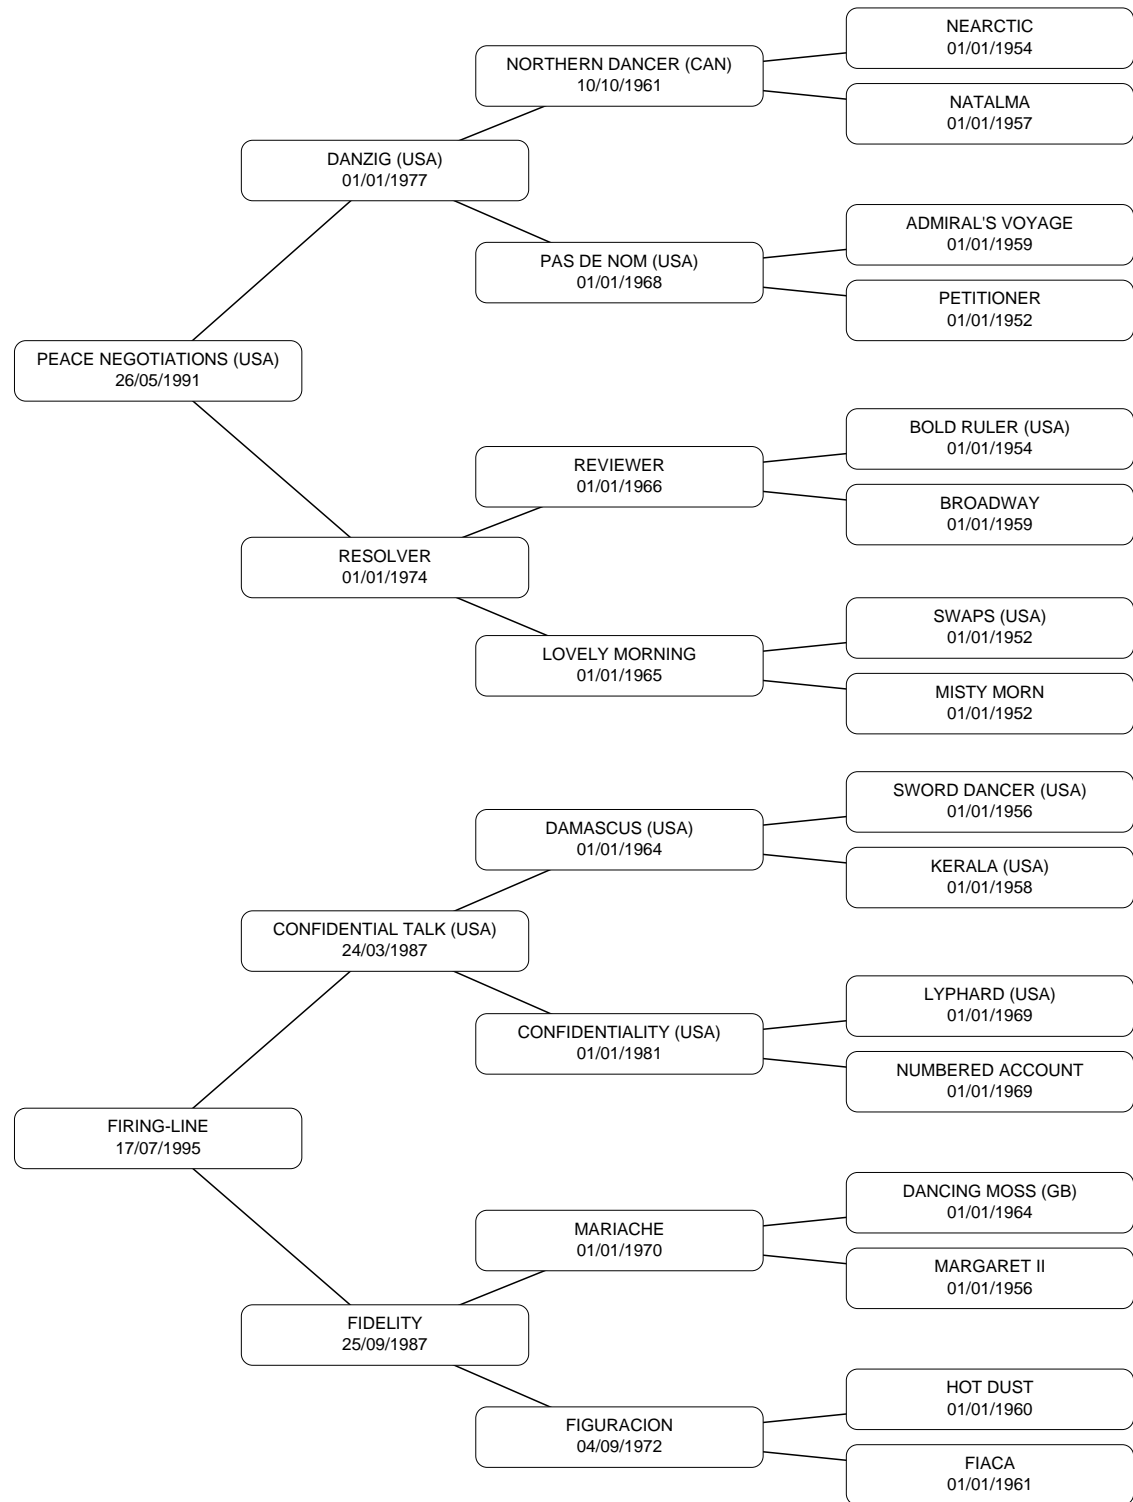 NEARCTIC
01/01/1954
NORTHERN DANCER (CAN)
10/10/1961
NATALMA
01/01/1957
DANZIG (USA)
01/01/1977
ADMIRAL'S VOYAGE
01/01/1959
PAS DE NOM (USA)
01/01/1968
PETITIONER
01/01/1952
PEACE NEGOTIATIONS (USA)
26/05/1991
BOLD RULER (USA)
01/01/1954
REVIEWER
01/01/1966
BROADWAY
01/01/1959
RESOLVER
01/01/1974
SWAPS (USA)
01/01/1952
LOVELY MORNING
01/01/1965
MISTY MORN
01/01/1952
SWORD DANCER (USA)
01/01/1956
DAMASCUS (USA)
01/01/1964
KERALA (USA)
01/01/1958
CONFIDENTIAL TALK (USA)
24/03/1987
LYPHARD (USA)
01/01/1969
CONFIDENTIALITY (USA)
01/01/1981
NUMBERED ACCOUNT
01/01/1969
FIRING-LINE
17/07/1995
DANCING MOSS (GB)
01/01/1964
MARIACHE
01/01/1970
MARGARET II
01/01/1956
FIDELITY
25/09/1987
HOT DUST
01/01/1960
FIGURACION
04/09/1972
FIACA
01/01/1961